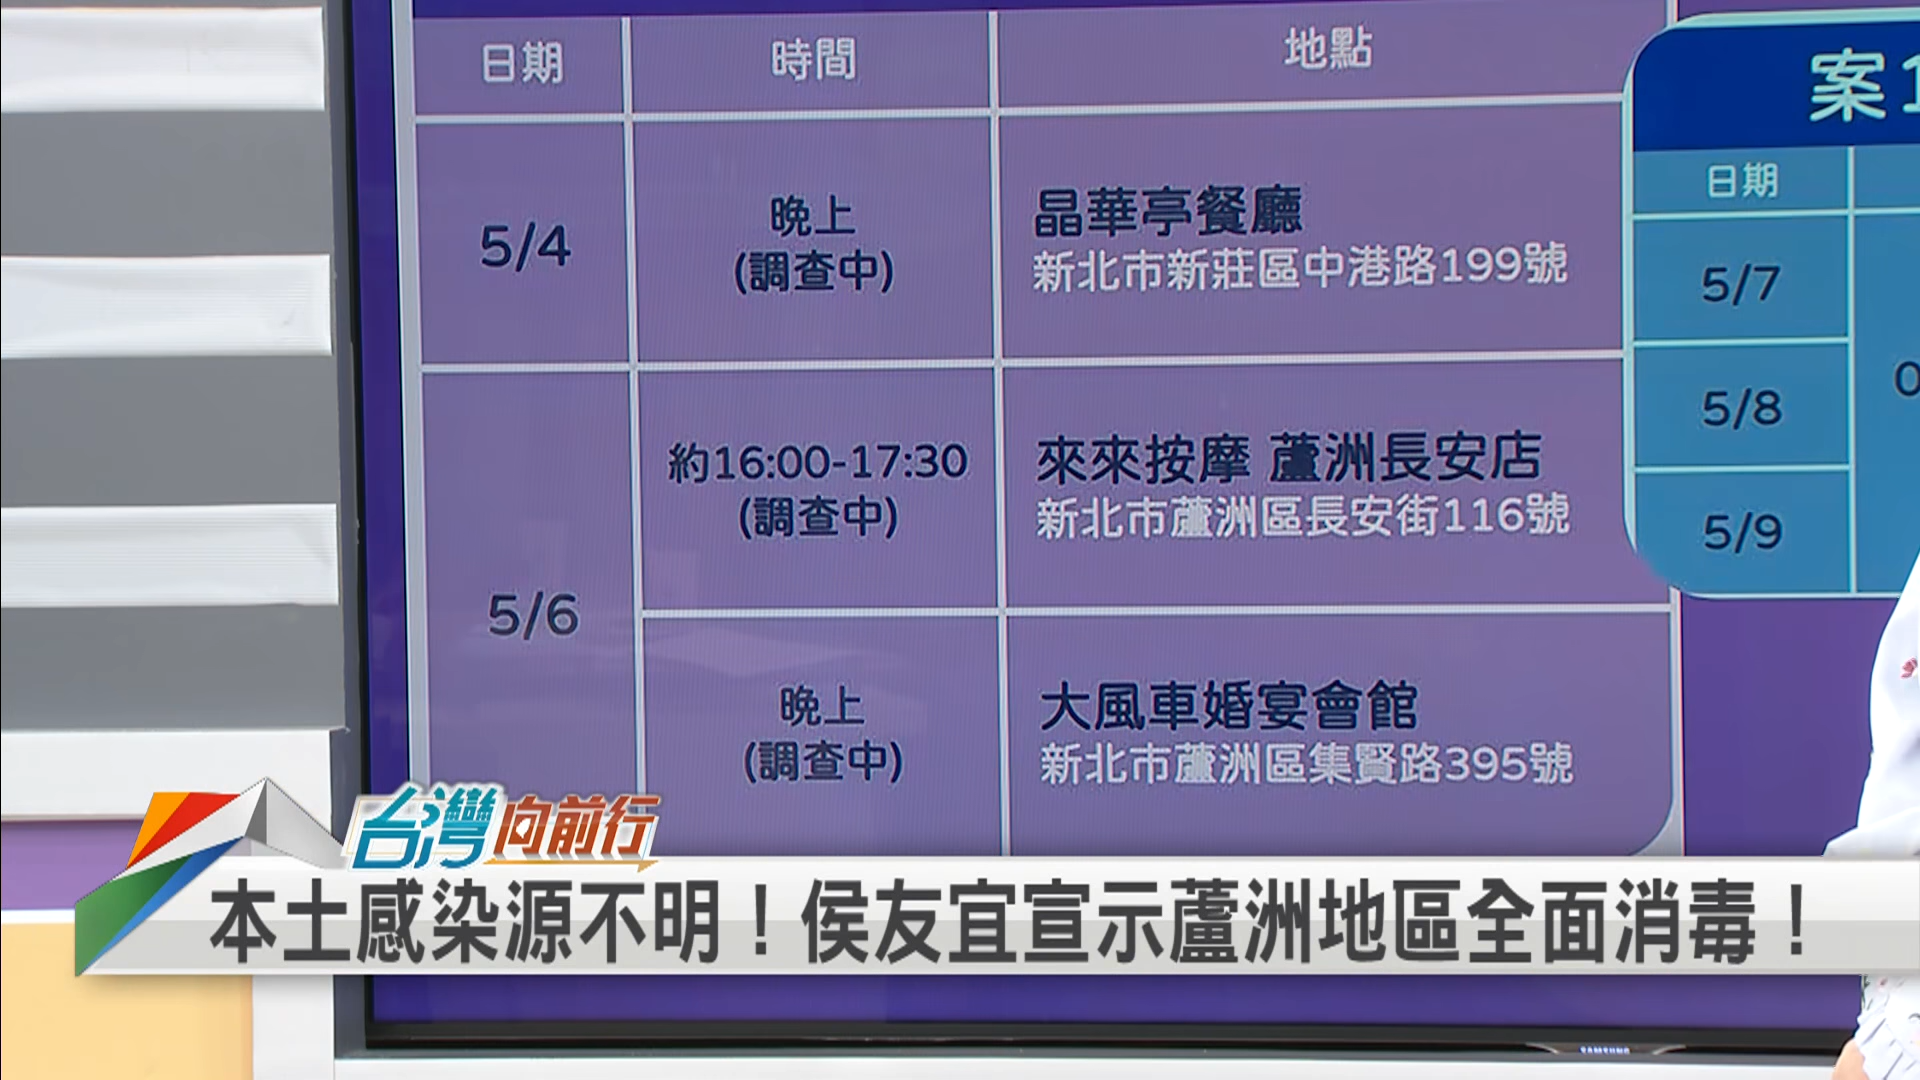 日期 時間 地點
5/4
晚上
(調查中)
晶華亭餐廳
新北市新莊區中港路199號
5/6
約16:00-17:30
(調查中)
來來按摩 蘆洲長安店
新北市蘆洲區長安街116號
晚上
(調查中)
大風車婚宴會館
新北市蘆洲區集賢路395號
案1
日期
5/7
5/8
5/9
0
台灣向前行
本土感染源不明！侯友宜宣示蘆洲地區全面消毒！
SAMSUNG